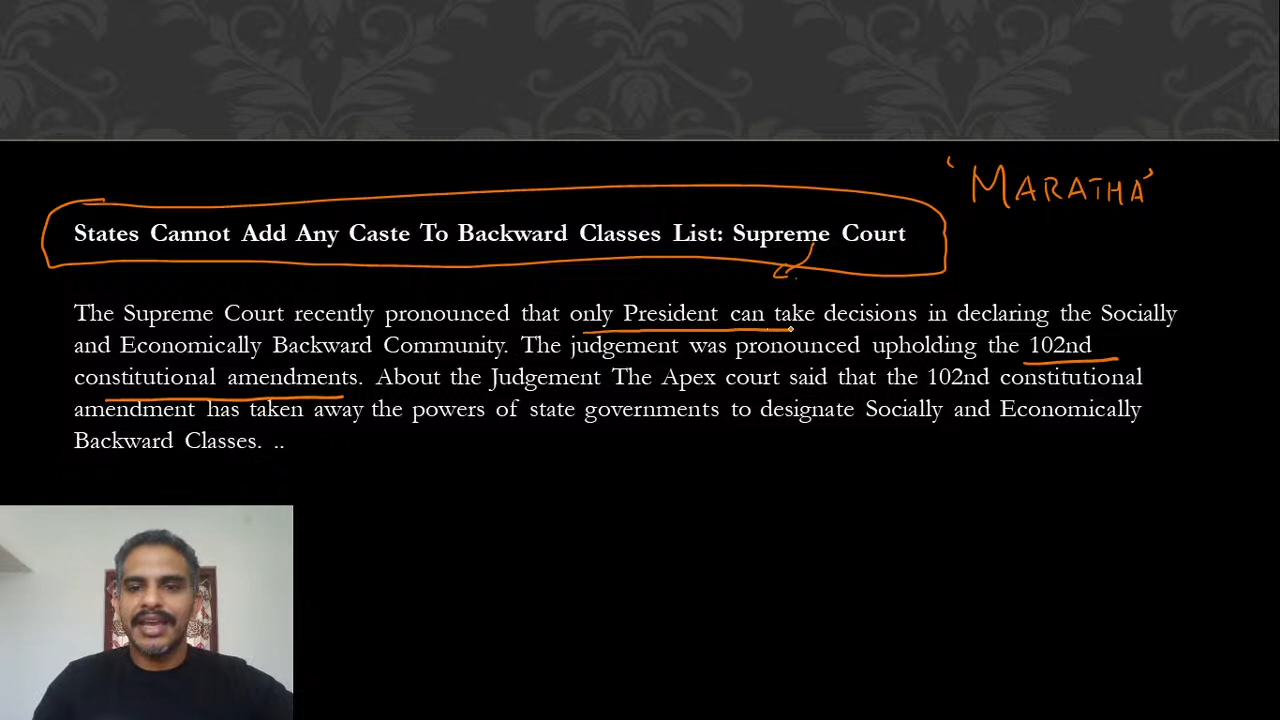 'MARATHA'
States Cannot Add Any Caste To Backward Classes List: Supreme Court
The Supreme Court recently pronounced that only President can take decisions in declaring the Socially
and Economically Backward Community. The judgement was pronounced upholding the 102nd
constitutional amendments. About the Judgement The Apex court said that the 102nd constitutional
amendment has taken away the powers of state governments to designate Socially and Economically
Backward Classes. ..